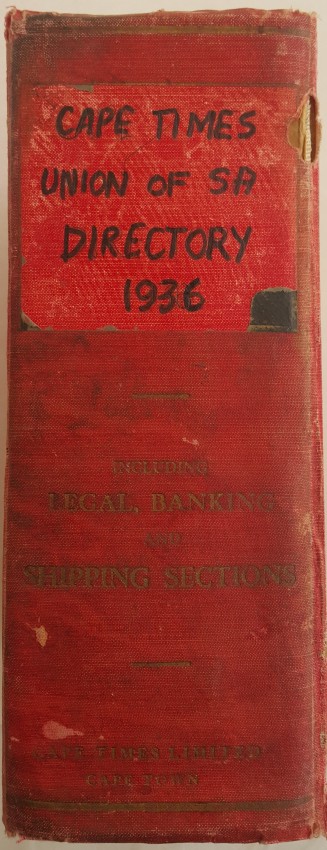 CAPE TIMES
UNION OF SA
DIRECTORY
1936
INCLUDING
LEGAL, BANKING
AND
SHIPPING SECTIONS
CAPE TIMES LIMITED
CAPE TOWN